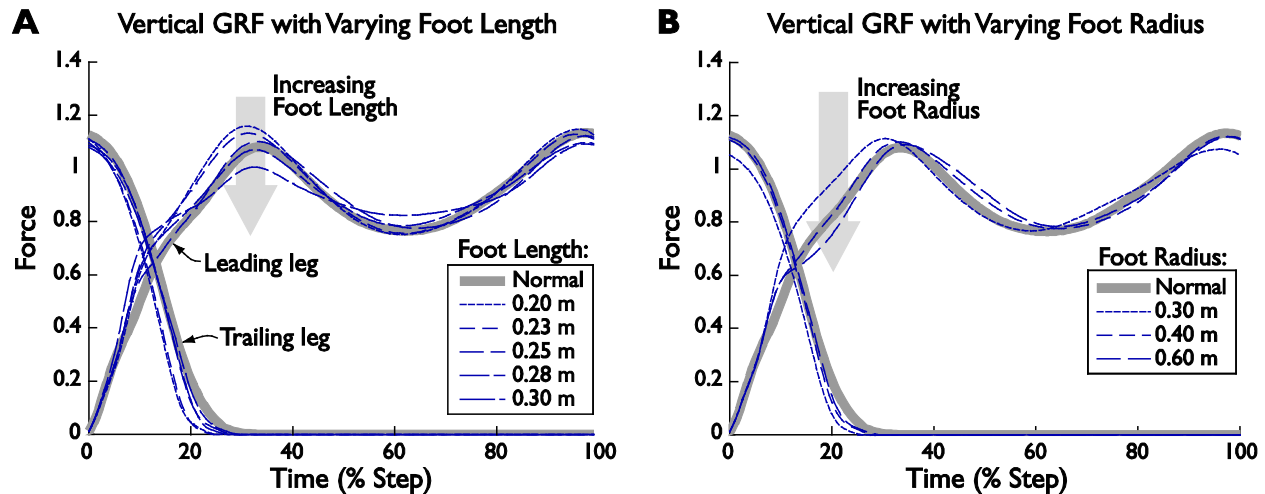 A Vertical GRF with Varying Foot Length
1.4
1.2
1
0.8
0.6
0.4
0.2
0
Force
Increasing
Foot Length
Leading leg
Trailing leg
Foot Length:
Normal
0.20 m
0.23 m
0.25 m
0.28 m
0.30 m
0 20 40 60 80 100
Time (% Step)
B Vertical GRF with Varying Foot Radius
1.4
1.2
1
0.8
0.6
0.4
0.2
0
Force
Increasing
Foot Radius
Foot Radius:
Normal
0.30 m
0.40 m
0.60 m
0 20 40 60 80 100
Time (% Step)